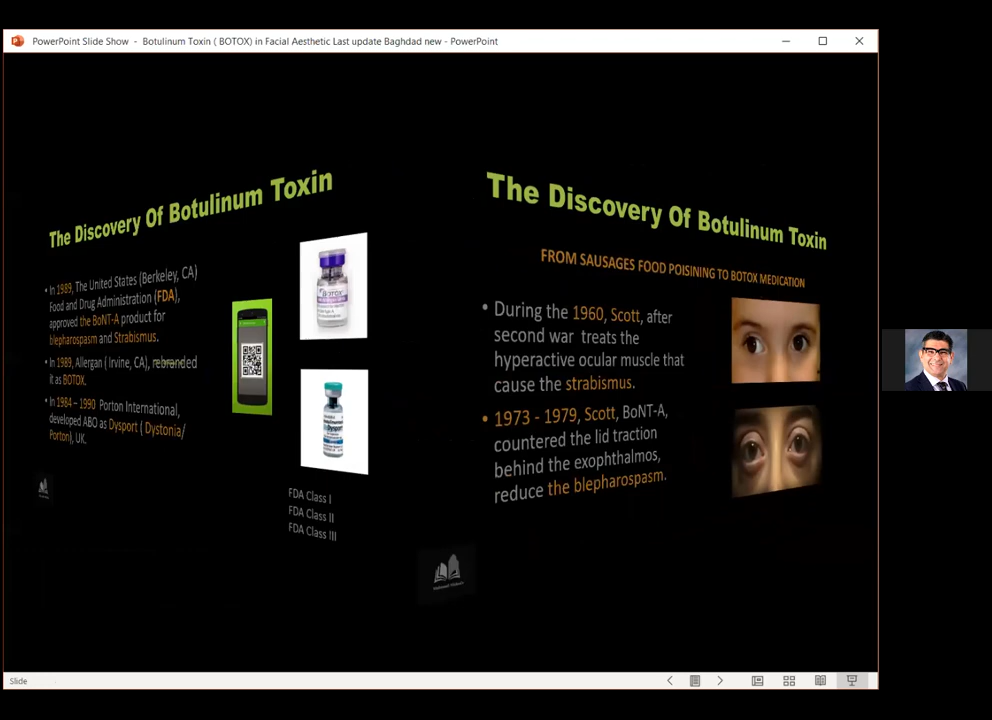 PowerPoint Slide Show - Botulinum Toxin ( BOTOX) in Facial Aesthetic Last update Baghdad new - PowerPoint
The Discovery Of Botulinum Toxin
• In 1989, The United States (Berkeley, CA)
Food and Drug Administration (FDA),
approved the BoNT-A product for
blepharospasm and Strabismus.
• In 1989, Allergan ( Irvine, CA), rebranded
it as BOTOX.
• In 1984 – 1990 Porton International,
developed ABO as Dysport ( Dystonia/
Porton), UK.
BOTOX
Dysport
FDA Class I
FDA Class II
FDA Class III
The Discovery Of Botulinum Toxin
FROM SAUSAGES FOOD POISINING TO BOTOX MEDICATION
• During the 1960, Scott, after
second war treats the
hyperactive ocular muscle that
cause the strabismus.
• 1973 - 1979, Scott, BoNT-A,
countered the lid traction
behind the exophthalmos,
reduce the blepharospasm.
Slide